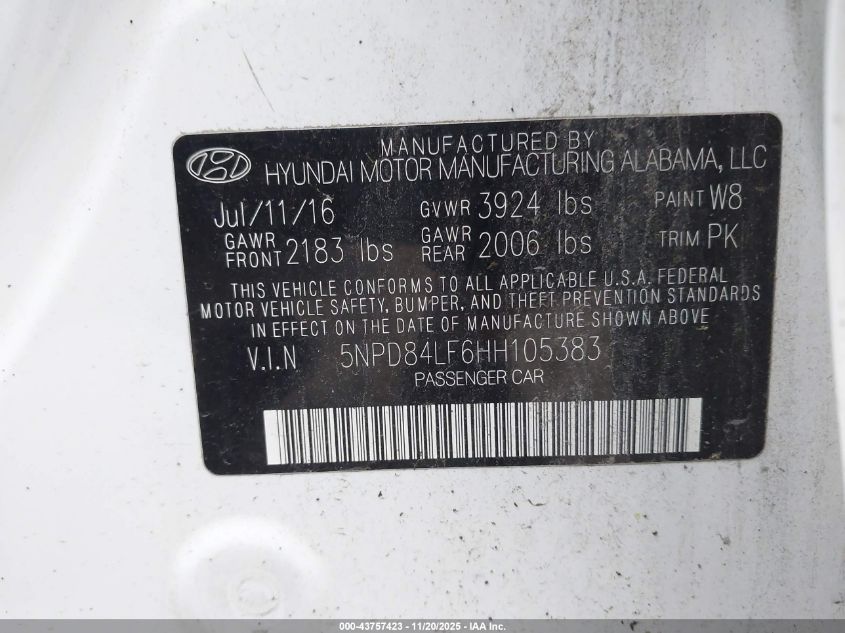 MANUFACTURED BY
HYUNDAI MOTOR MANUFACTURING ALABAMA, LLC
Jul/11/16 GVWR 3924 lbs PAINT W8
GAWR FRONT 2183 lbs GAWR REAR 2006 lbs TRIM PK
THIS VEHICLE CONFORMS TO ALL APPLICABLE U.S.A. FEDERAL
MOTOR VEHICLE SAFETY, BUMPER, AND THEFT PREVENTION STANDARDS
IN EFFECT ON THE DATE OF MANUFACTURE SHOWN ABOVE
V.I.N 5NPD84LF6HH105383
PASSENGER CAR
000-43757423 - 11/20/2025 - IAA Inc.